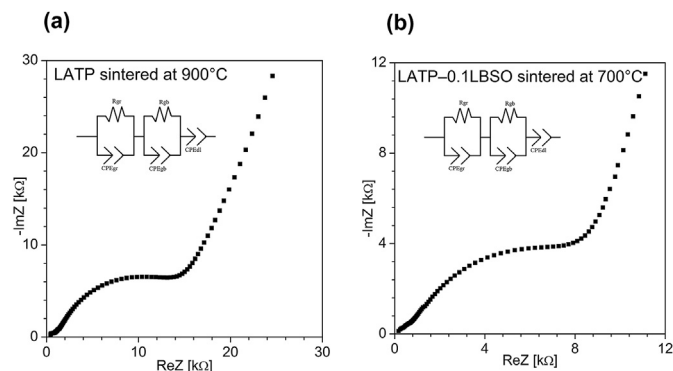 (a)
(b)
LATP sintered at 900°C
Rgr
Rgb
CPEgr
CPEgb
CPEdl
-ImZ [kΩ]
30
20
10
0
0
10
20
30
ReZ [kΩ]
LATP–0.1LBSO sintered at 700°C
Rgr
Rgb
CPEgr
CPEgb
CPEdl
-ImZ [kΩ]
12
8
4
0
0
4
8
12
ReZ [kΩ]